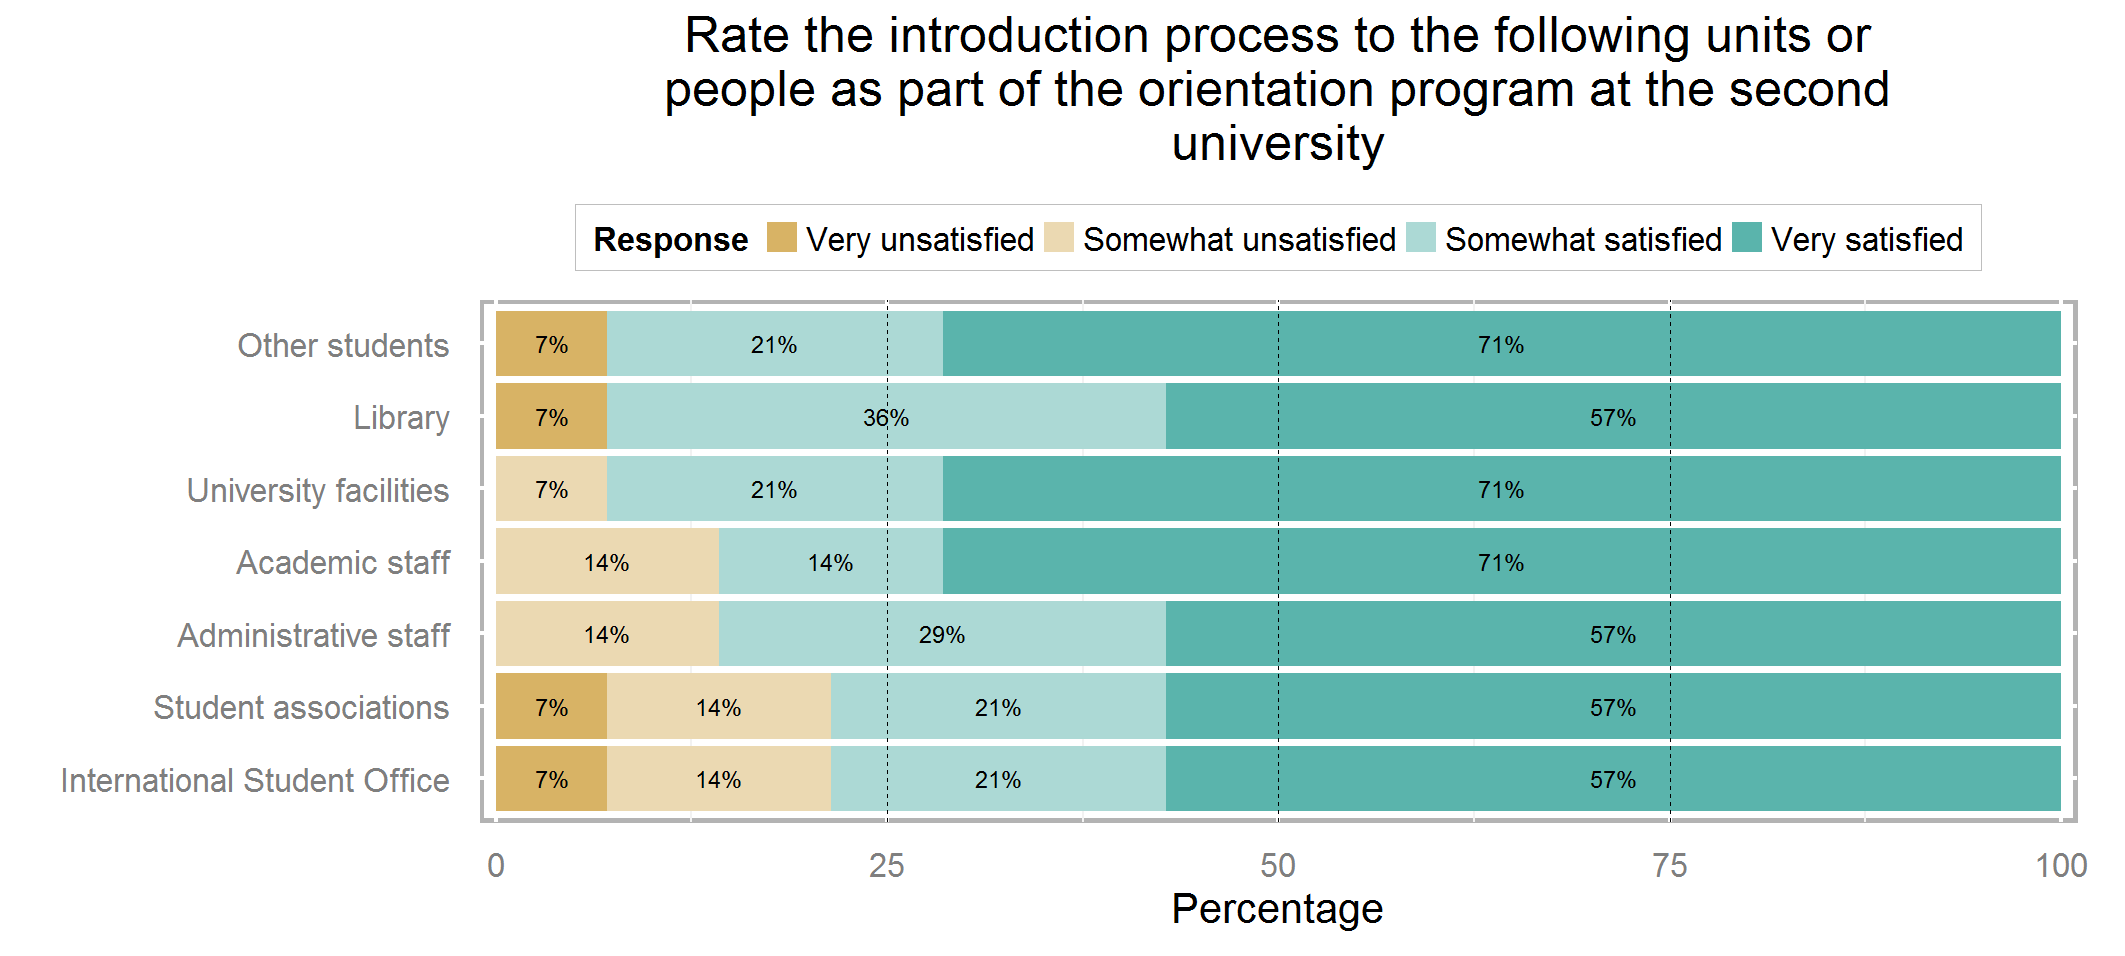 Rate the introduction process to the following units or
people as part of the orientation program at the second
university
Response Very unsatisfied Somewhat unsatisfied Somewhat satisfied Very satisfied
Other students 7% 21% 71%
Library 7% 36% 57%
University facilities 7% 21% 71%
Academic staff 14% 14% 71%
Administrative staff 14% 29% 57%
Student associations 7% 14% 21% 57%
International Student Office 7% 14% 21% 57%
0 25 50 75 100
Percentage